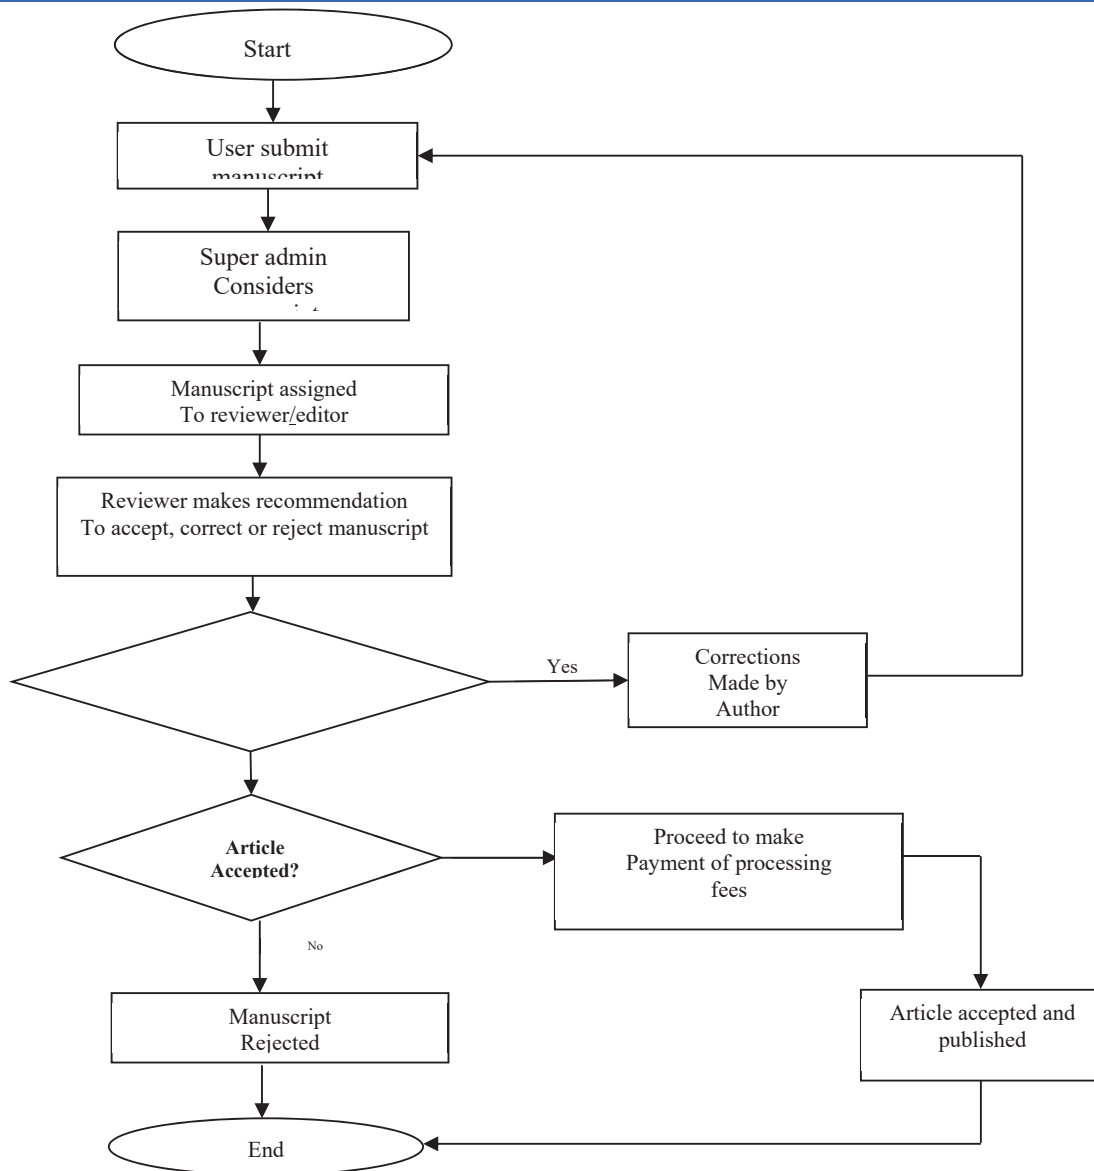 Start
User submit
manuscript
Super admin
Considers
Manuscript assigned
To reviewer/editor
Reviewer makes recommendation
To accept, correct or reject manuscript
Yes
Corrections
Made by
Author
Article
Accepted?
Proceed to make
Payment of processing
fees
No
Manuscript
Rejected
Article accepted and
published
End